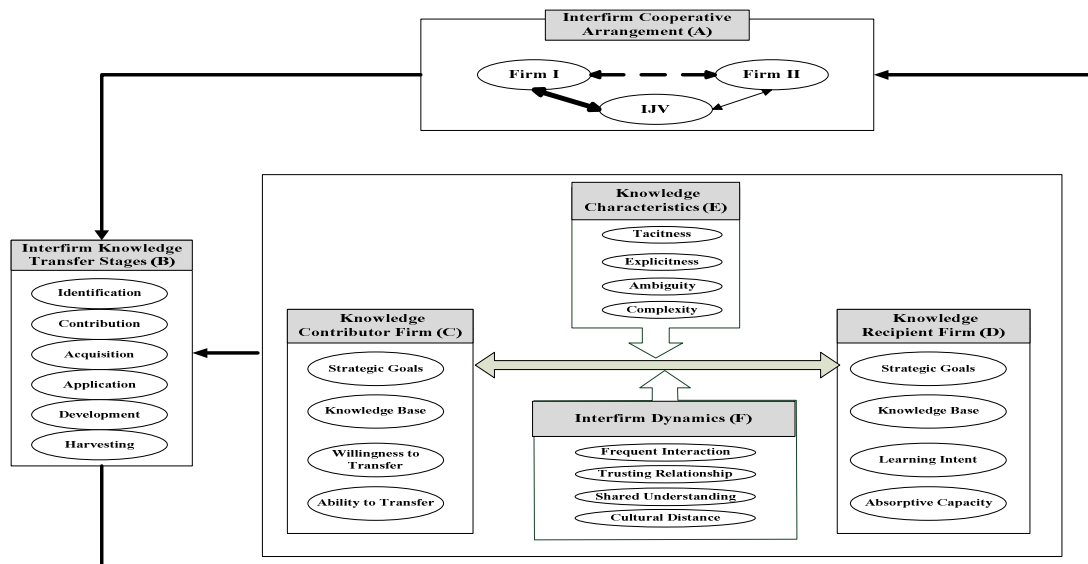 Interfirm Cooperative
Arrangement (A)
Firm I
Firm II
IJV
Knowledge
Characteristics (E)
Tacitness
Explicitness
Ambiguity
Complexity
Interfirm Knowledge
Transfer Stages (B)
Identification
Contribution
Acquisition
Application
Development
Harvesting
Knowledge
Contributor Firm (C)
Strategic Goals
Knowledge Base
Willingness to
Transfer
Ability to Transfer
Interfirm Dynamics (F)
Frequent Interaction
Trusting Relationship
Shared Understanding
Cultural Distance
Knowledge
Recipient Firm (D)
Strategic Goals
Knowledge Base
Learning Intent
Absorptive Capacity